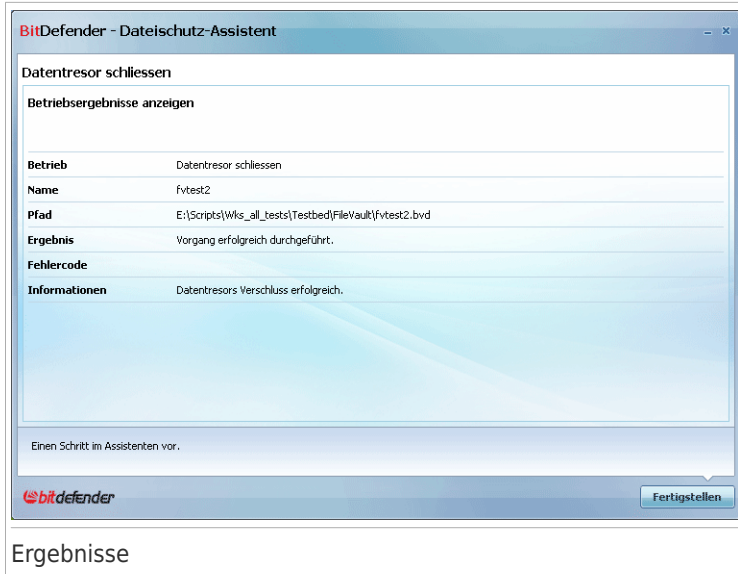 BitDefender - Dateischutz-Assistent
Datentresor schliessen
Betriebsergebnisse anzeigen
Betrieb Datentresor schliessen
Name fvtest2
Pfad E:\Scripts\Wks_all_tests\Testbed\FileVault\fvtest2.bvd
Ergebnis Vorgang erfolgreich durchgeführt.
Fehlercode
Informationen Datentresors Verschluss erfolgreich.
Einen Schritt im Assistenten vor.
bitdefender
Fertigstellen
Ergebnisse